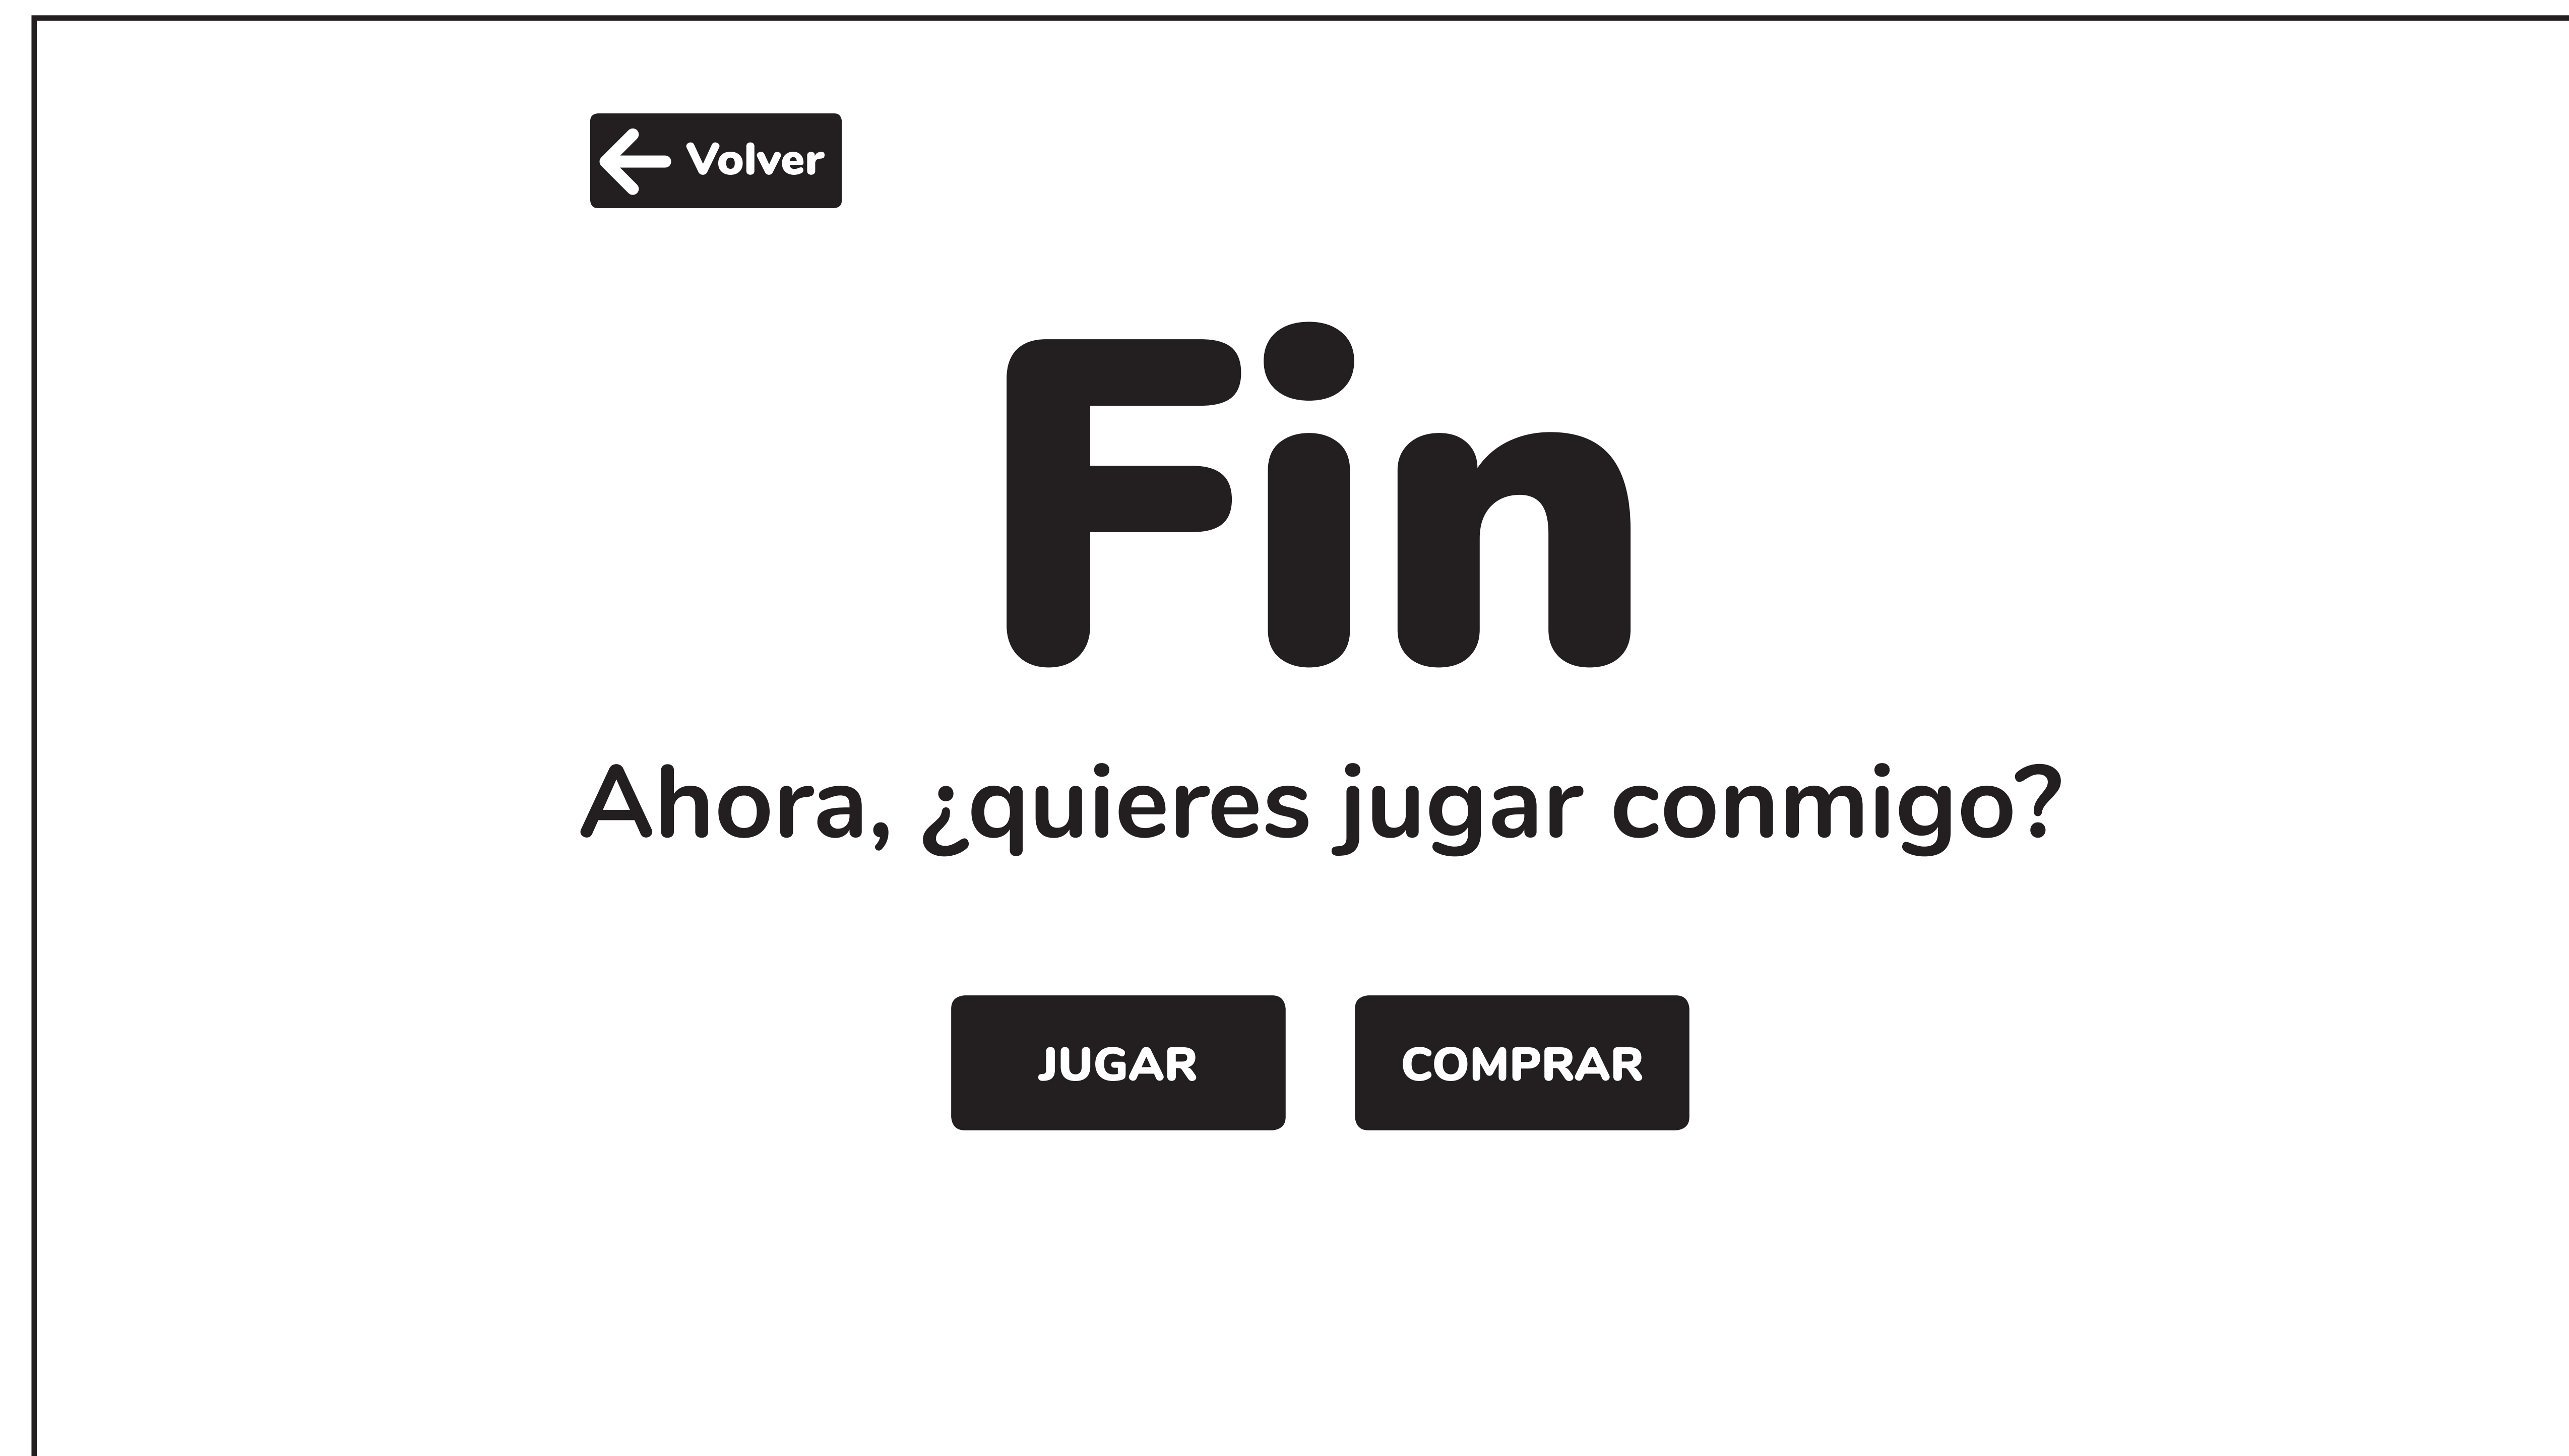 Volver
Fin
Ahora, ¿quieres jugar conmigo?
JUGAR
COMPRAR